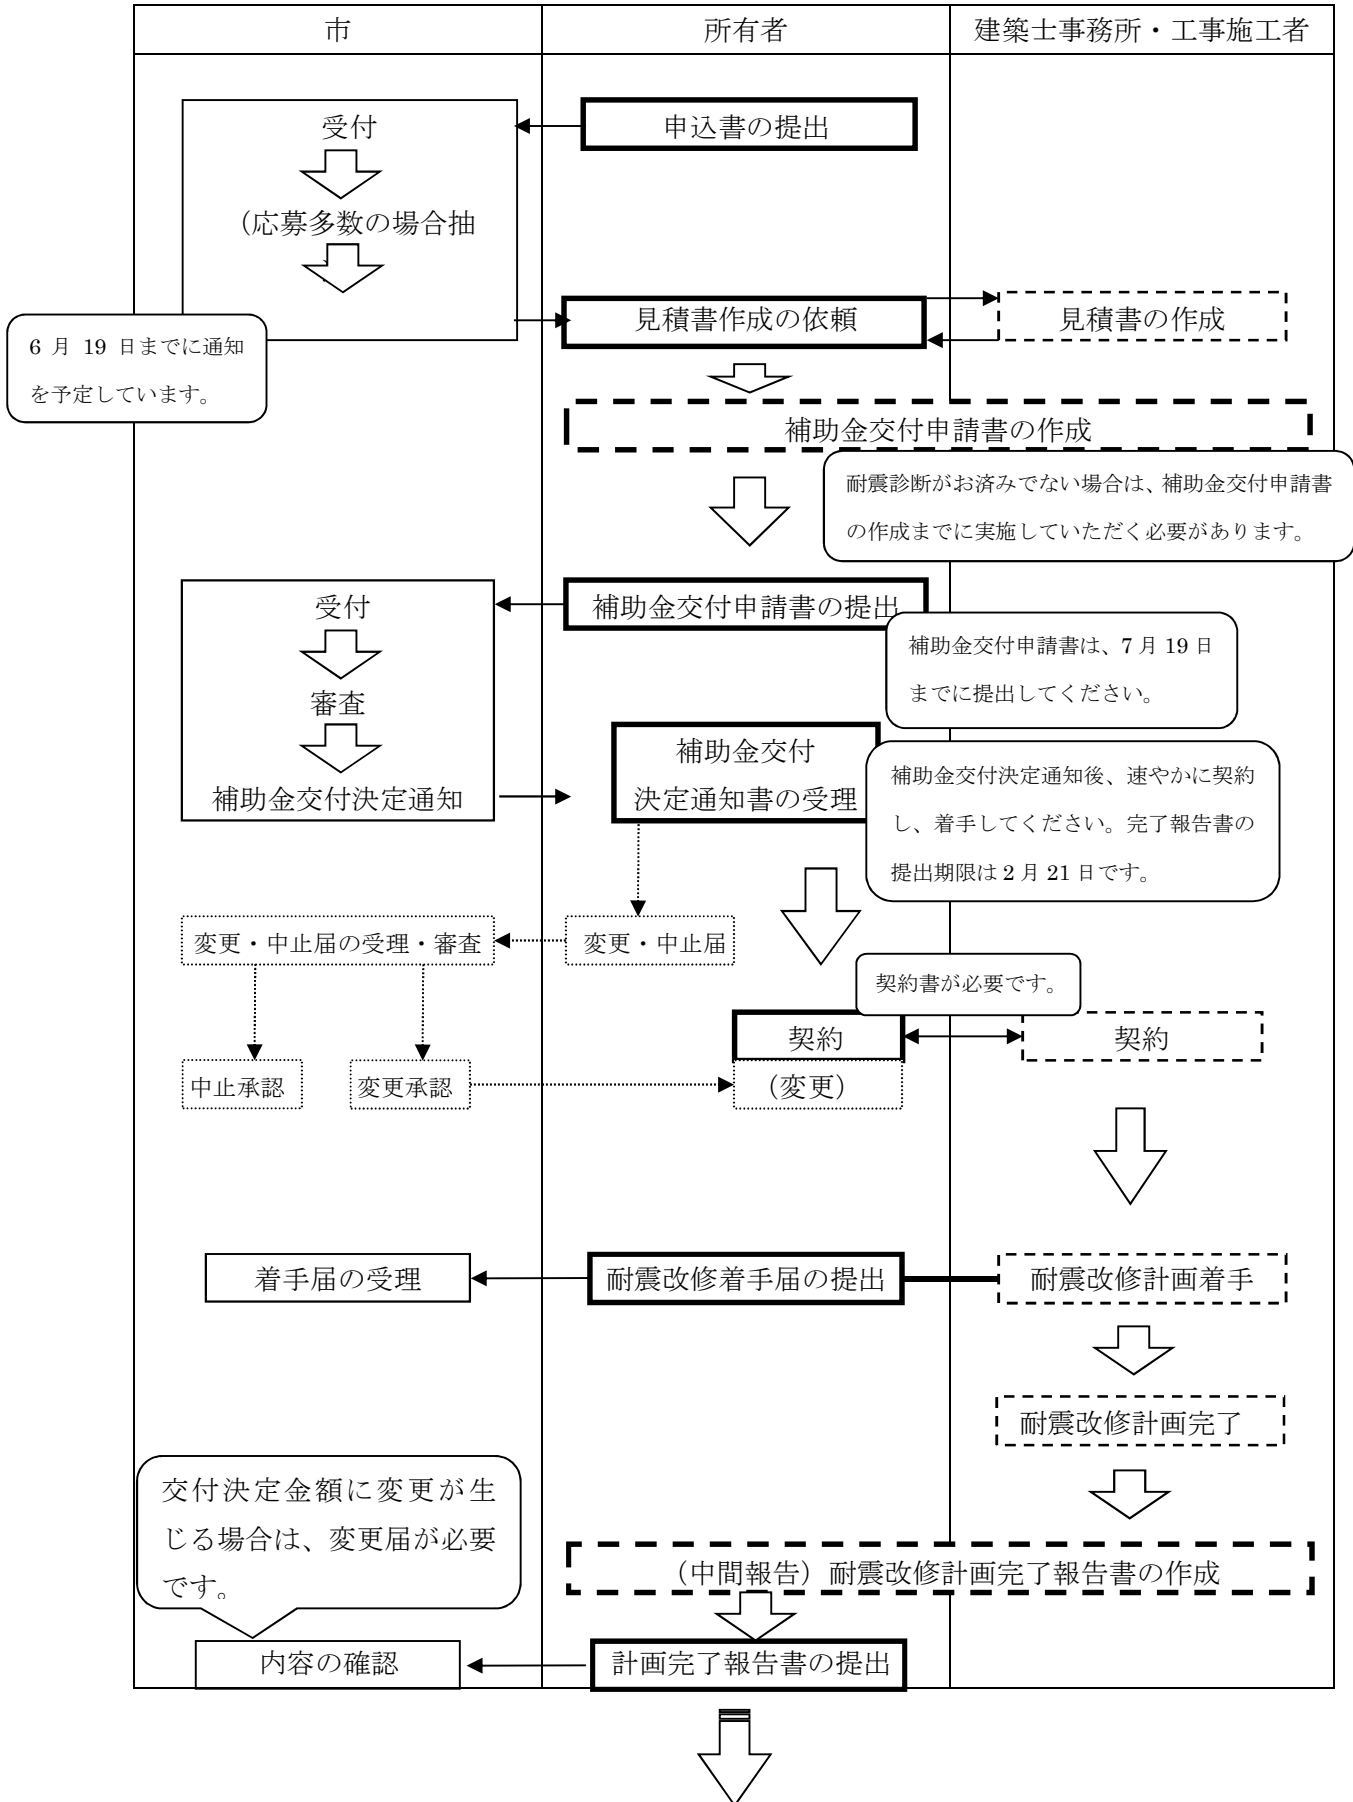 市
所有者
建築士事務所・工事施工者
受付
申込書の提出
(応募多数の場合抽
見積書作成の依頼
見積書の作成
6 月 19 日までに通知
を予定しています。
補助金交付申請書の作成
耐震診断がお済みでない場合は、補助金交付申請書
の作成までに実施していただく必要があります。
受付
補助金交付申請書の提出
補助金交付申請書は、7 月 19 日
までに提出してください。
審査
補助金交付決定通知
補助金交付
決定通知書の受理
補助金交付決定通知後、速やかに契約
し、着手してください。完了報告書の
提出期限は 2 月 21 日です。
変更・中止届の受理・審査
変更・中止届
契約書が必要です。
契約
契約
中止承認
変更承認
(変更)
着手届の受理
耐震改修着手届の提出
耐震改修計画着手
耐震改修計画完了
交付決定金額に変更が生
じる場合は、変更届が必要
です。
(中間報告) 耐震改修計画完了報告書の作成
内容の確認
計画完了報告書の提出